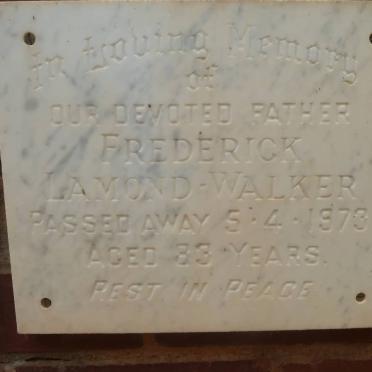 In Loving Memory
of
OUR DEVOTED FATHER
FREDERICK
LAMOND-WALKER
PASSED AWAY 5·4·1973
AGED 83 YEARS.
REST IN PEACE